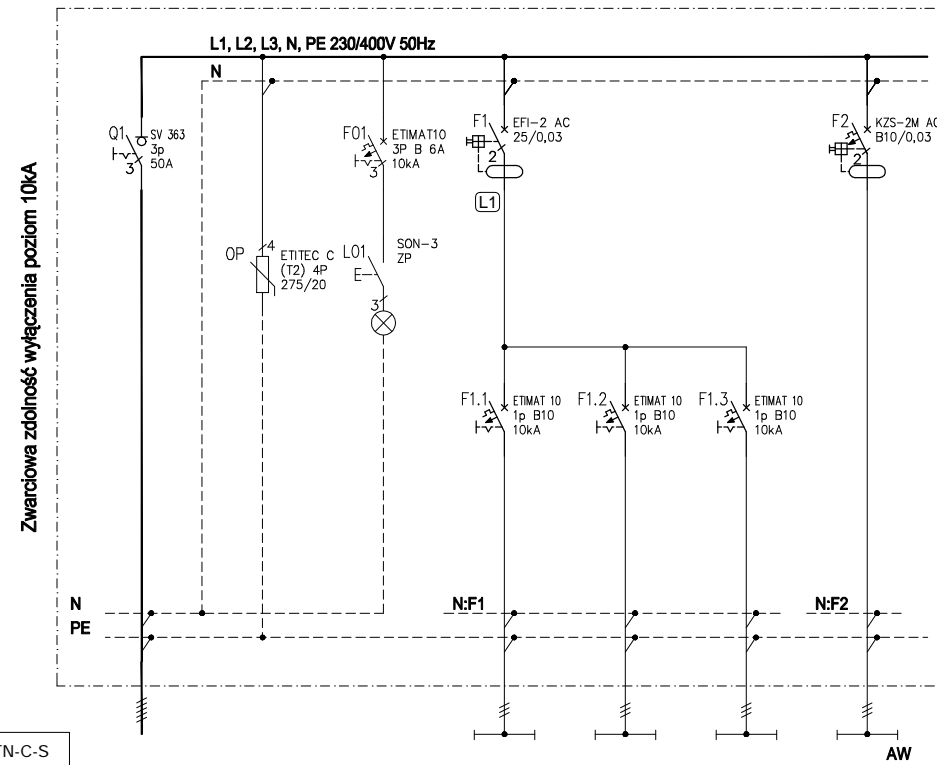 L1, L2, L3, N, PE 230/400V 50Hz
N
Zwarciowa zdolność wyłączenia poziom 10kA
Q1
SV 363
3p
50A
3
F01
ETIMAT10
3P B 6A
10kA
3
F1
EFI-2 AC
25/0,03
2
L1
F2
KZS-2M AC
B10/0,03
2
OP
4
ETITEC C
(T2) 4P
275/20
L01
SON-3
ZP
E
3
F1.1
ETIMAT 10
1p B10
10kA
F1.2
ETIMAT 10
1p B10
10kA
F1.3
ETIMAT 10
1p B10
10kA
N
N:F1
N:F2
PE
TN-C-S
AW